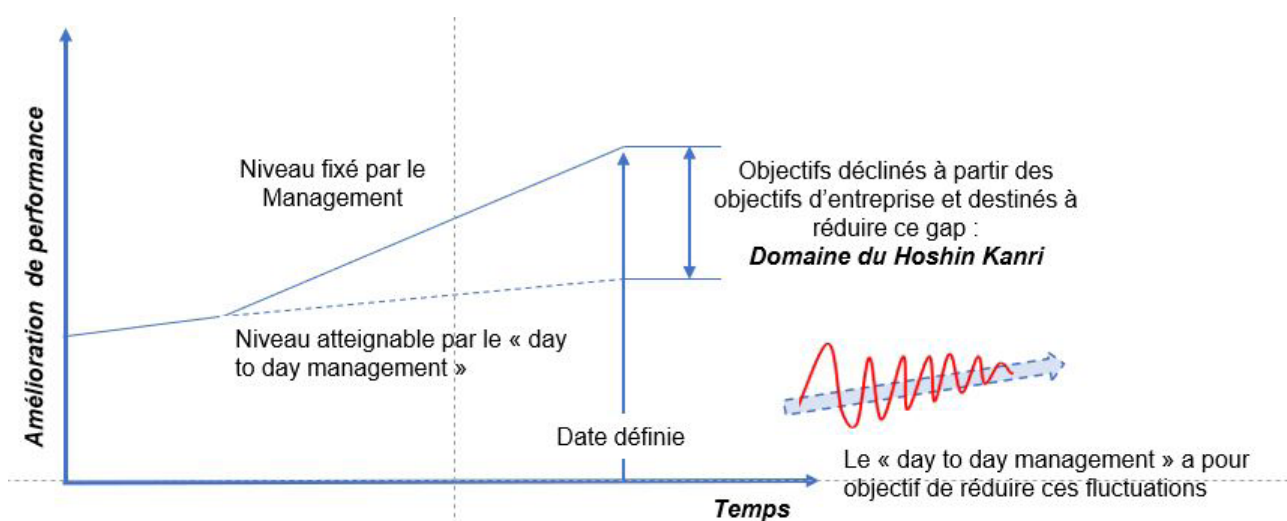 Amélioration de performance
Niveau fixé par le
Management
Objectifs déclinés à partir des
objectifs d’entreprise et destinés à
réduire ce gap :
Domaine du Hoshin Kanri
Niveau atteignable par le « day
to day management »
Date définie
Le « day to day management » a pour
objectif de réduire ces fluctuations
Temps